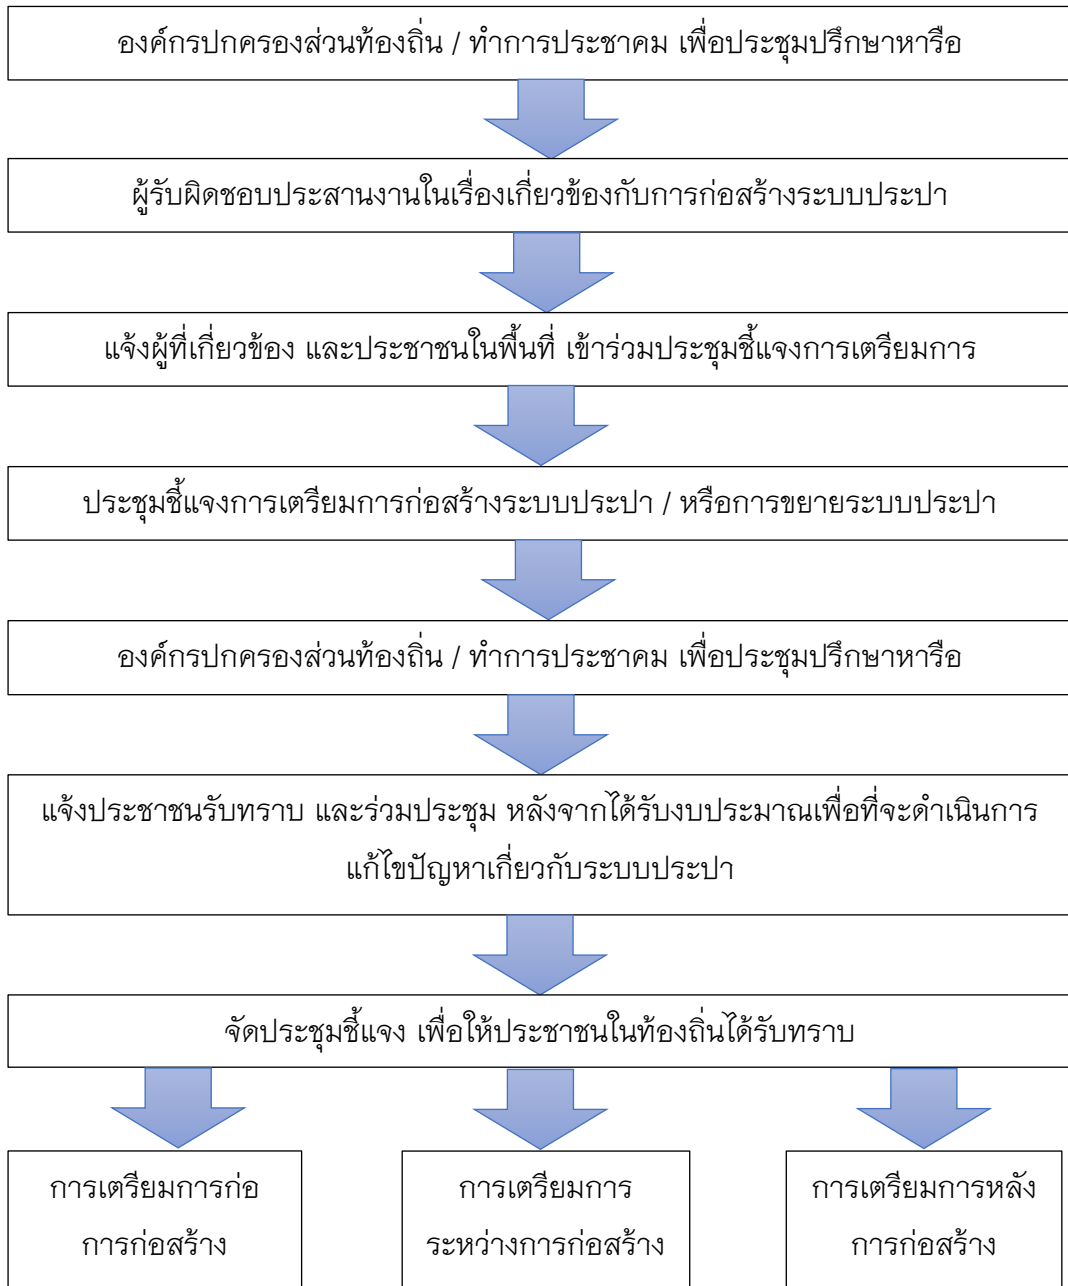 องค์กรปกครองส่วนท้องถิ่น / ทำการประชาคม เพื่อประชุมปรึกษาหารือ
ผู้รับผิดชอบประสานงานในเรื่องเกี่ยวข้องกับการก่อสร้างระบบประปา
แจ้งผู้ที่เกี่ยวข้อง และประชาชนในพื้นที่ เข้าร่วมประชุมชี้แจงการเตรียมการ
ประชุมชี้แจงการเตรียมการก่อสร้างระบบประปา / หรือการขยายระบบประปา
องค์กรปกครองส่วนท้องถิ่น / ทำการประชาคม เพื่อประชุมปรึกษาหารือ
แจ้งประชาชนรับทราบ และร่วมประชุม หลังจากได้รับงบประมาณเพื่อที่จะดำเนินการ
แก้ไขปัญหาเกี่ยวกับระบบประปา
จัดประชุมชี้แจง เพื่อให้ประชาชนในท้องถิ่นได้รับทราบ
การเตรียมการก่อ
การก่อสร้าง
การเตรียมการ
ระหว่างการก่อสร้าง
การเตรียมการหลัง
การก่อสร้าง